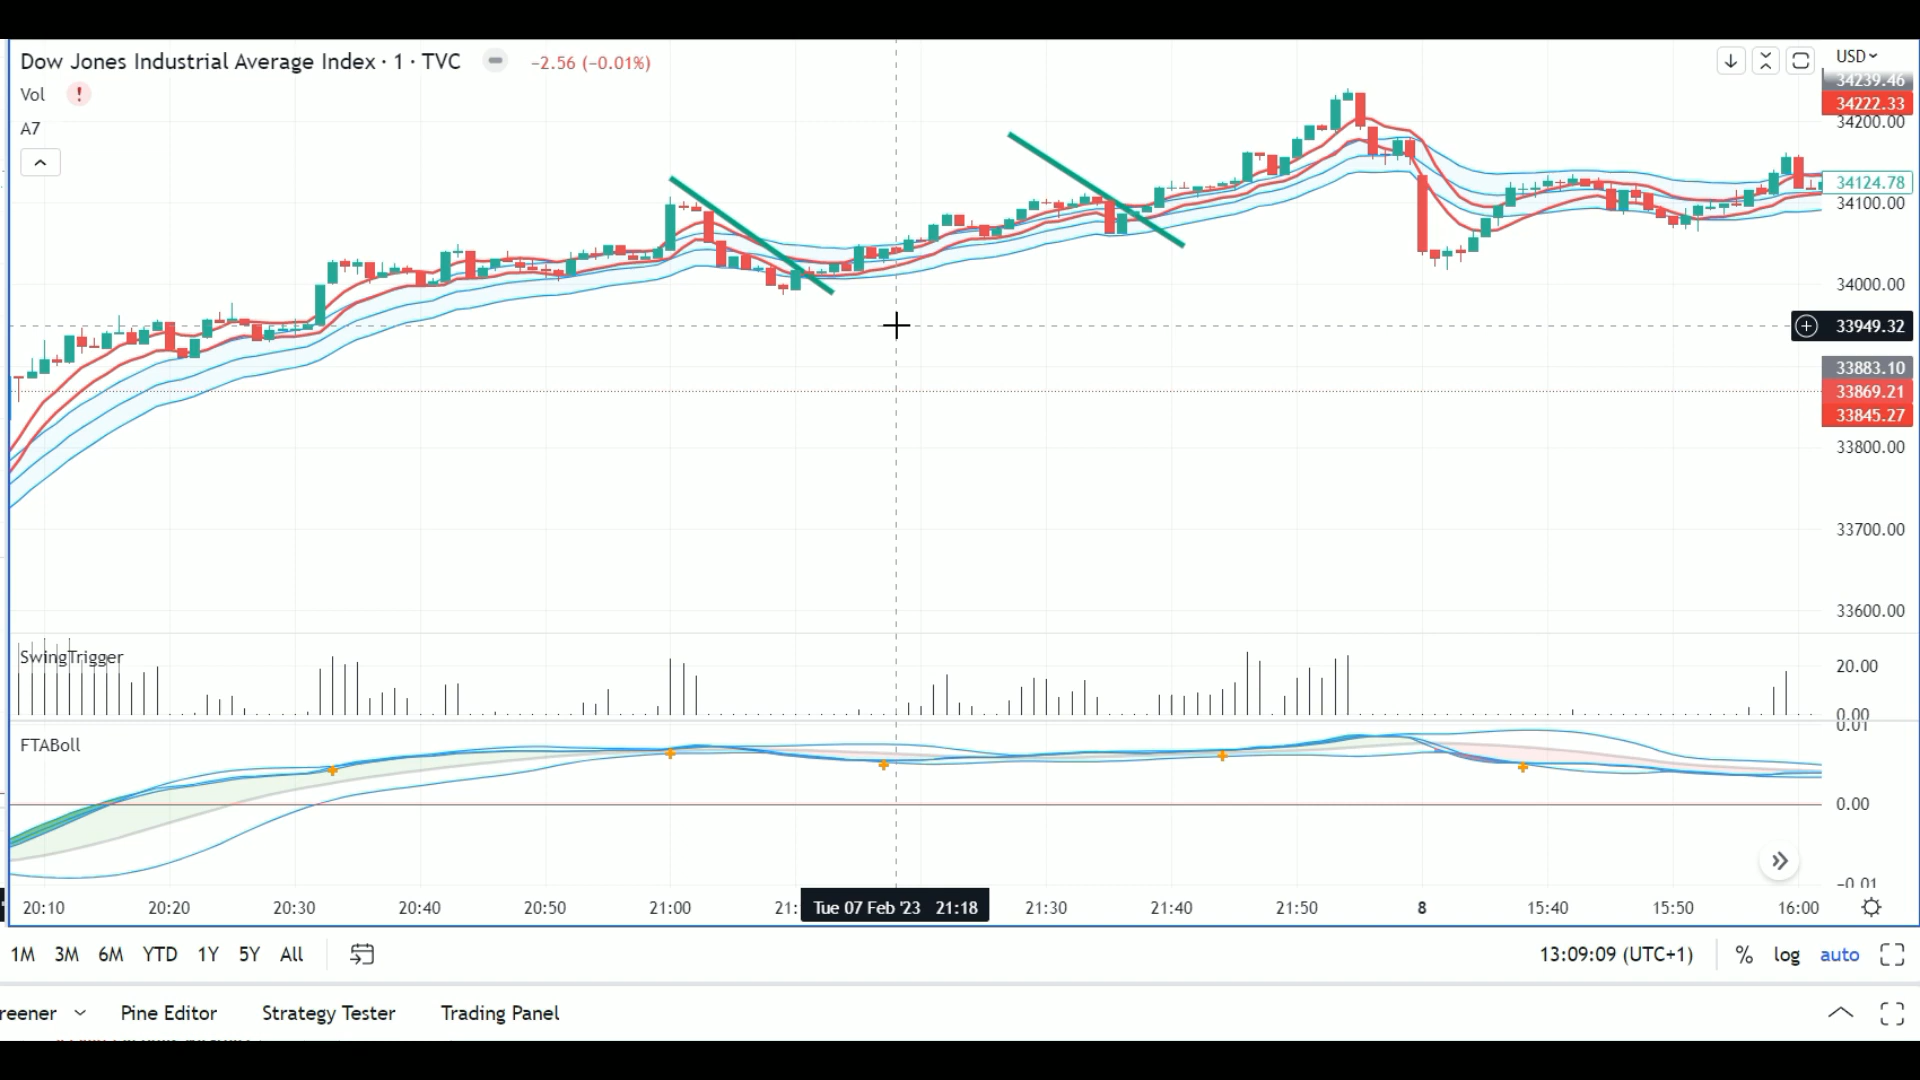 Dow Jones Industrial Average Index · 1 · TVC −2.56 (−0.01%)
USD
Vol !
34239.46
34222.33
A7
34200.00
34124.78
34100.00
34000.00
33949.32
33883.10
33869.21
33845.27
33800.00
33700.00
33600.00
SwingTrigger
20.00
0.00
0.01
FTABoll
0.00
−0.01
20:10 20:20 20:30 20:40 20:50 21:00 21: Tue 07 Feb '23 21:18 21:30 21:40 21:50 8 15:40 15:50 16:00
1M 3M 6M YTD 1Y 5Y All 13:09:09 (UTC+1) % log auto
reener Pine Editor Strategy Tester Trading Panel